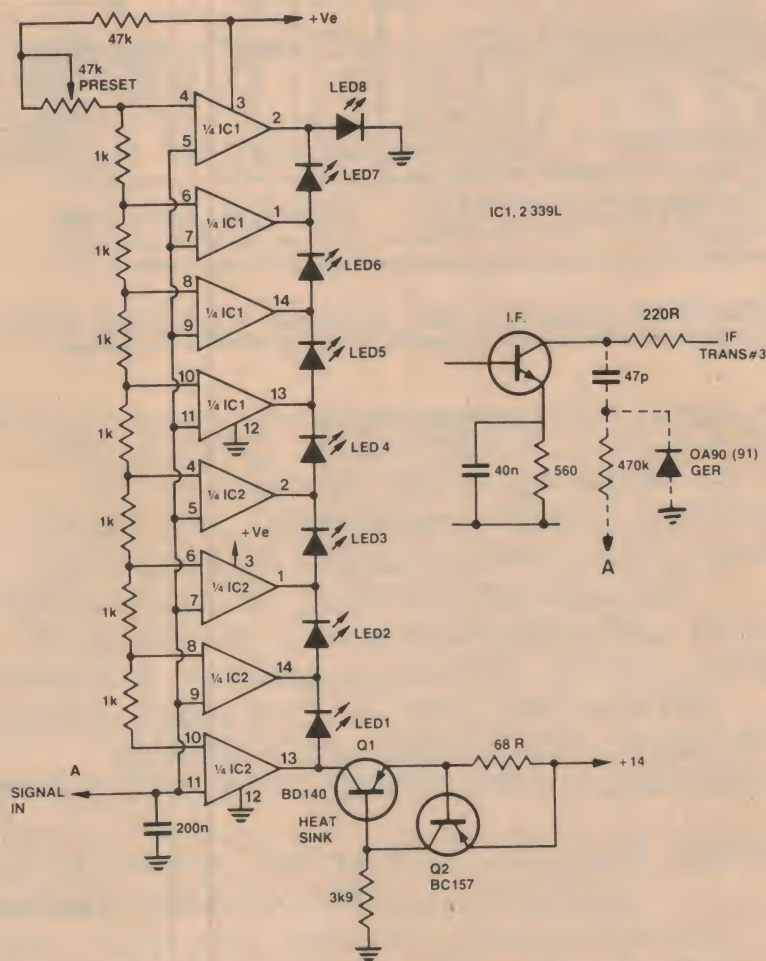 47k
+Ve
47k
PRESET
LED8
4
3
¼ IC1
2
5
1k
LED7
6
¼ IC1
1
7
IC1, 2 339L
1k
LED6
8
¼ IC1
14
9
I.F.
220R
IF
TRANS#3
1k
LED5
47p
10
¼ IC1
13
11
12
1k
LED4
470k
OA90 (91)
GER
40n
560
4
¼ IC2
2
5
1k
LED3
+Ve
A
6
3
¼ IC2
1
7
1k
LED2
8
¼ IC2
14
9
1k
LED1
10
Q1
68 R
¼ IC2
13
+14
A
SIGNAL
IN
11
12
BD140
HEAT
SINK
200n
Q2
BC157
3k9